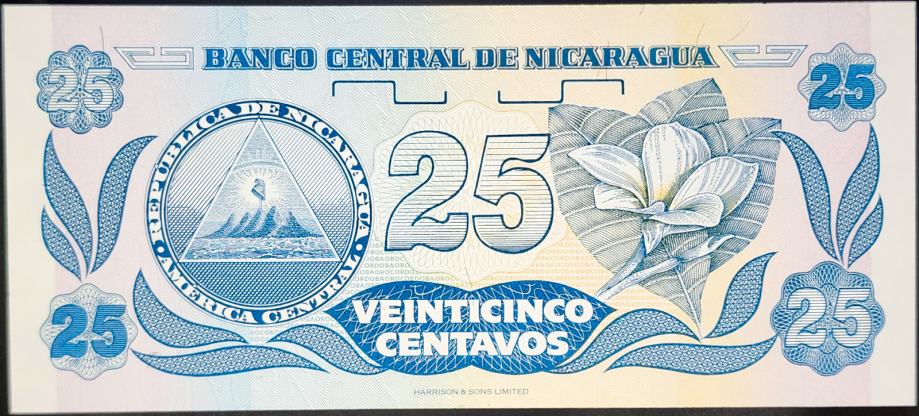 BANCO CENTRAL DE NICARAGUA
25
25
REPUBLICA DE NICARAGUA
AMERICA CENTRAL
25
VEINTICINCO
CENTAVOS
25
25
HARRISON & SONS LIMITED